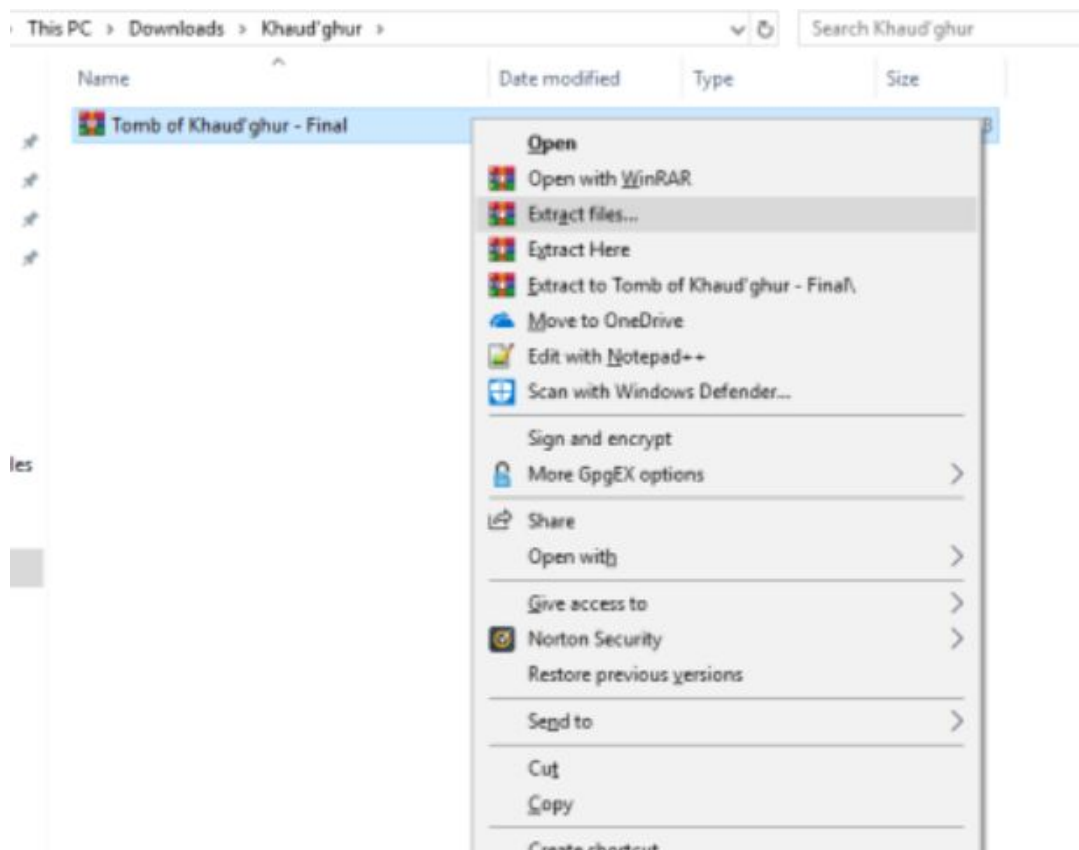 This PC > Downloads > Khaud'ghur >
Search Khaud'ghur
Name
Date modified
Type
Size
Tomb of Khaud'ghur - Final
Open
Open with WinRAR
Extract files...
Extract Here
Extract to Tomb of Khaud'ghur - Final\
Move to OneDrive
Edit with Notepad++
Scan with Windows Defender...
Sign and encrypt
les
More GpgEX options
Share
Open with
Give access to
Norton Security
Restore previous versions
Send to
Cut
Copy
Create shortcut